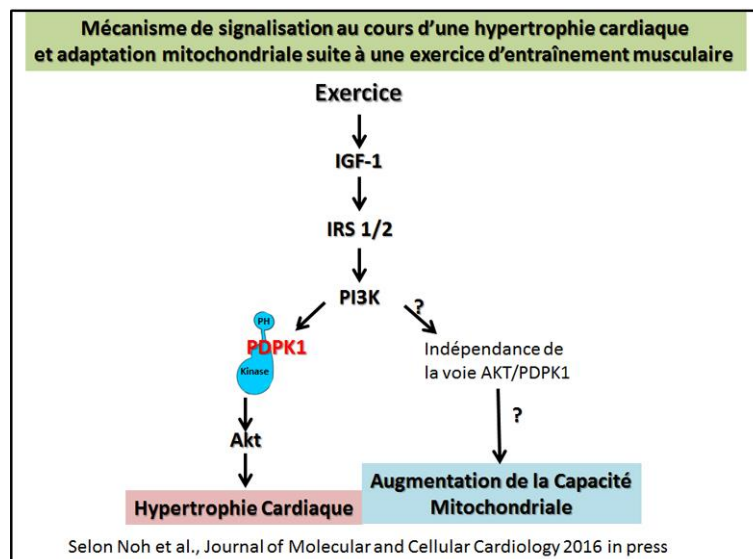 Mécanisme de signalisation au cours d'une hypertrophie cardiaque
et adaptation mitochondriale suite à une exercice d'entraînement musculaire
Exercice
IGF-1
IRS 1/2
PI3K
?
PH
PDPK1
Kinase
Indépendance de
la voie AKT/PDPK1
?
Akt
Hypertrophie Cardiaque
Augmentation de la Capacité
Mitochondriale
Selon Noh et al., Journal of Molecular and Cellular Cardiology 2016 in press